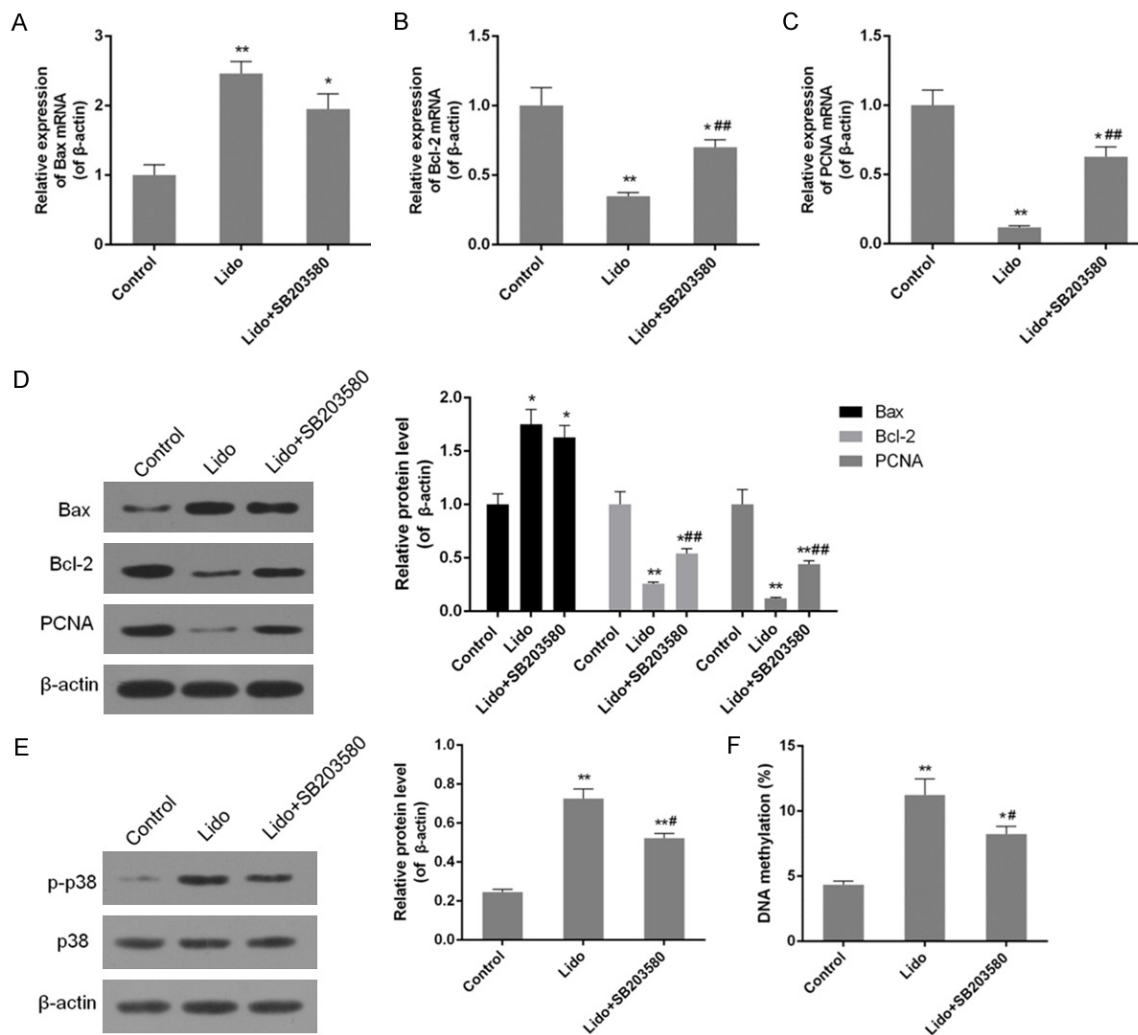 A
Relative expression
of Bax mRNA
(of β-actin)
3
2
1
0
**
*
Control
Lido
Lido+SB203580
B
Relative expression
of Bcl-2 mRNA
(of β-actin)
1.0
0.5
0.0
**
*##
Control
Lido
Lido+SB203580
C
Relative expression
of PCNA mRNA
(of β-actin)
1.0
0.5
0.0
**
*##
Control
Lido
Lido+SB203580
D
Control
Lido
Lido+SB203580
Bax
Bcl-2
PCNA
β-actin
Relative protein level
(of β-actin)
2.0
1.5
1.0
0.5
0.0
*
*
**
*##
**
**##
Control
Lido
Lido+SB203580
Control
Lido
Lido+SB203580
Control
Lido
Lido+SB203580
Bax
Bcl-2
PCNA
E
Control
Lido
Lido+SB203580
p-p38
p38
β-actin
Relative protein level
(of β-actin)
0.8
0.6
0.4
0.2
1.0
0.8
0.6
0.2
0.0
**
**#
Control
Lido
Lido+SB203580
F
DNA methylation (%)
15
10
5
0
**
*#
Control
Lido
Lido+SB203580